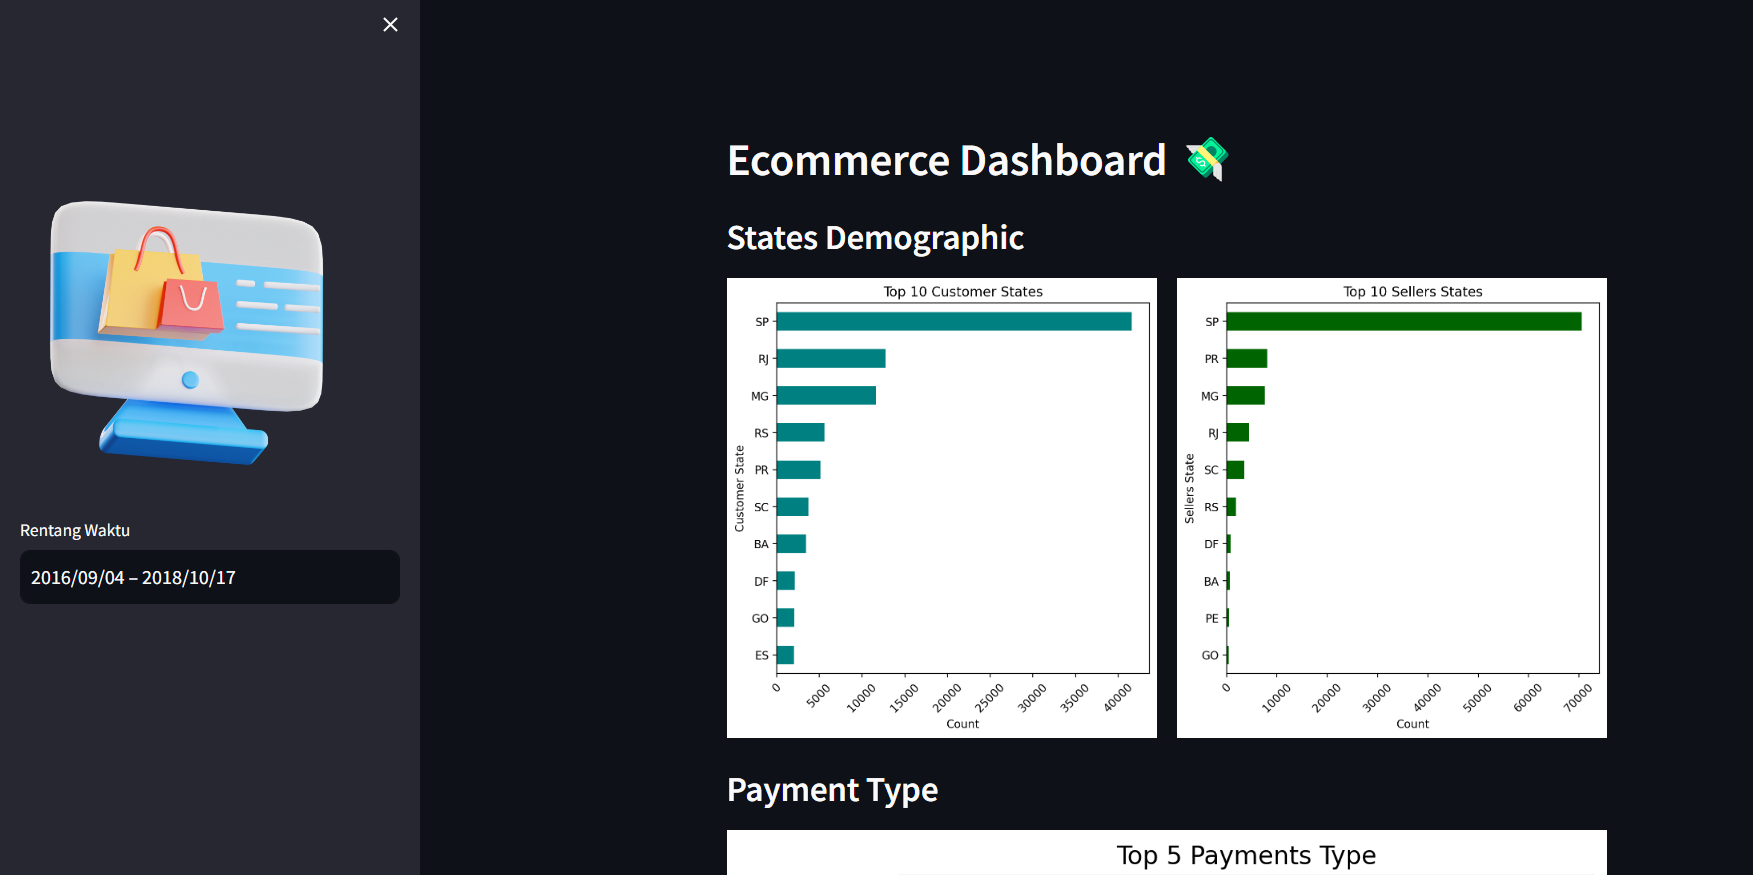 Rentang Waktu
2016/09/04 – 2018/10/17
Ecommerce Dashboard
States Demographic
Top 10 Customer States
Customer State
SP
RJ
MG
RS
PR
SC
BA
DF
GO
ES
0 5000 10000 15000 20000 25000 30000 35000 40000
Count
Top 10 Sellers States
Sellers State
SP
PR
MG
RJ
SC
RS
DF
BA
PE
GO
0 10000 20000 30000 40000 50000 60000 70000
Count
Payment Type
Top 5 Payments Type